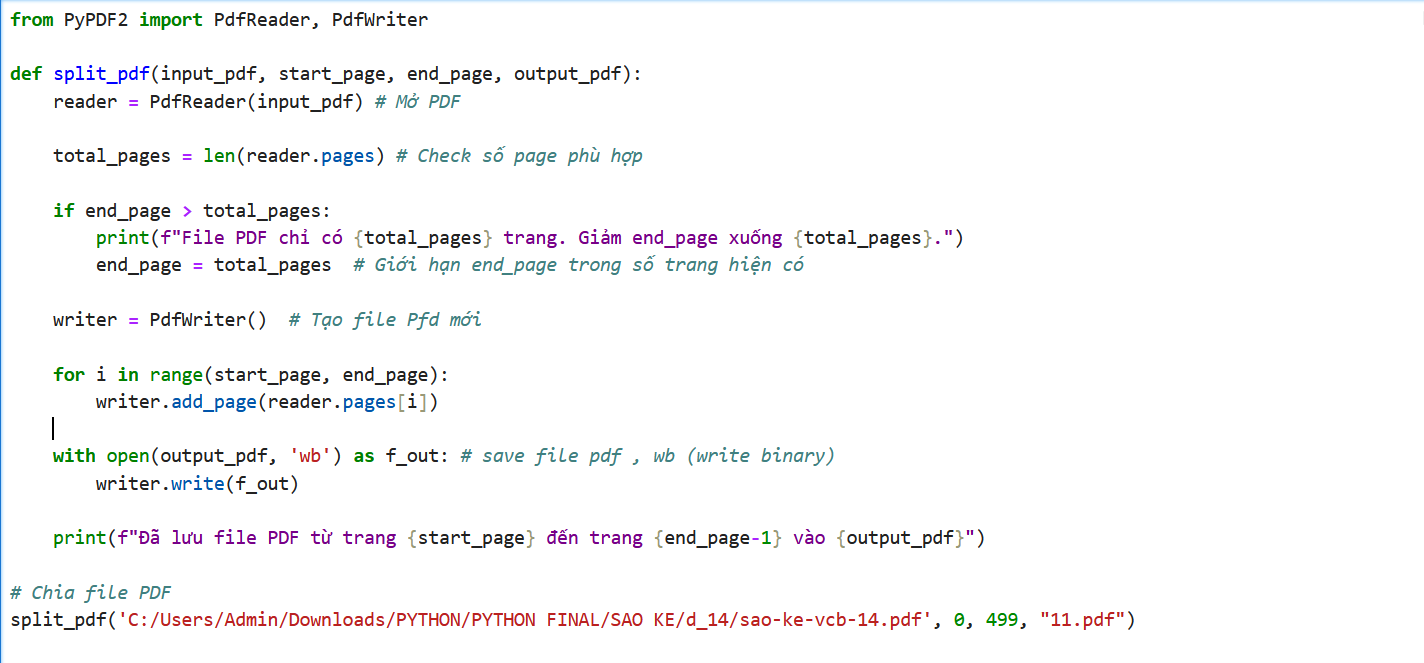 from PyPDF2 import PdfReader, PdfWriter
def split_pdf(input_pdf, start_page, end_page, output_pdf):
    reader = PdfReader(input_pdf) # Mở PDF
    total_pages = len(reader.pages) # Check số page phù hợp
    if end_page > total_pages:
        print(f"File PDF chỉ có {total_pages} trang. Giảm end_page xuống {total_pages}.")
        end_page = total_pages  # Giới hạn end_page trong số trang hiện có
    writer = PdfWriter()  # Tạo file Pfd mới
    for i in range(start_page, end_page):
        writer.add_page(reader.pages[i])
    with open(output_pdf, 'wb') as f_out: # save file pdf , wb (write binary)
        writer.write(f_out)
    print(f"Đã lưu file PDF từ trang {start_page} đến trang {end_page-1} vào {output_pdf}")
# Chia file PDF
split_pdf('C:/Users/Admin/Downloads/PYTHON/PYTHON FINAL/SAO KE/d_14/sao-ke-vcb-14.pdf', 0, 499, "11.pdf")